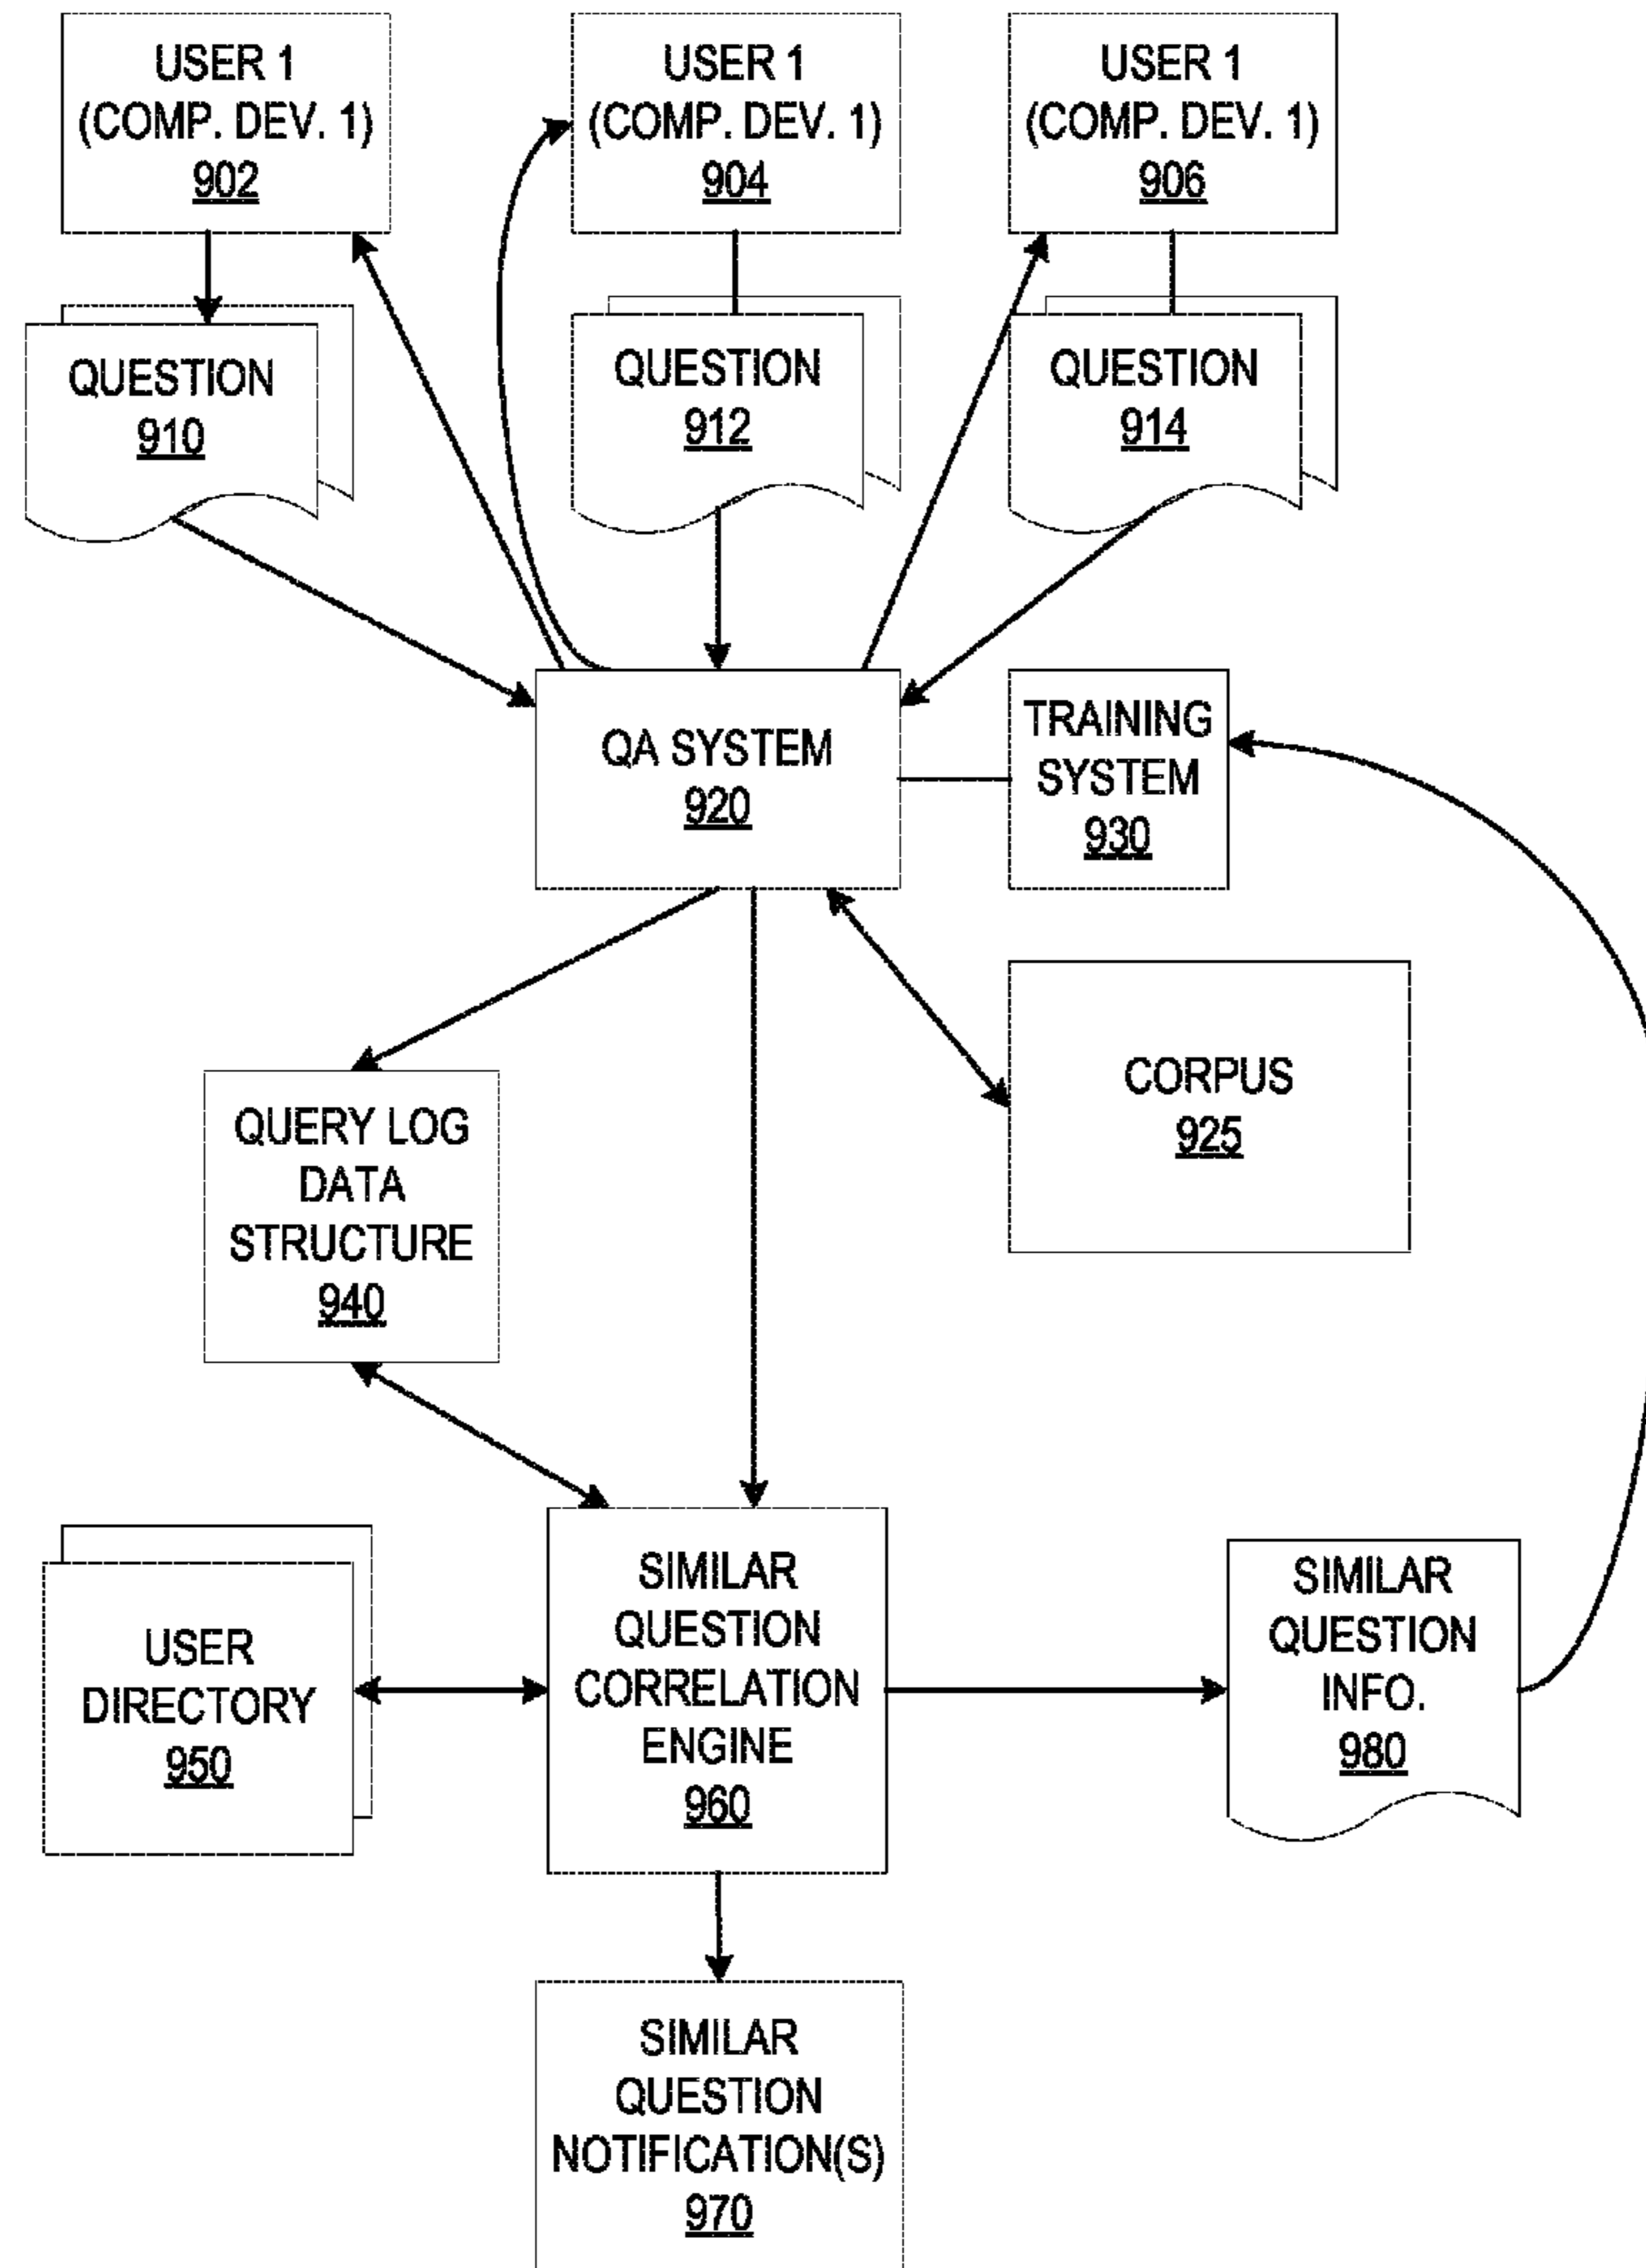 USER 1
(COMP. DEV. 1)
902
USER 1
(COMP. DEV. 1)
904
USER 1
(COMP. DEV. 1)
906
QUESTION
910
QUESTION
912
QUESTION
914
QA SYSTEM
920
TRAINING
SYSTEM
930
CORPUS
925
QUERY LOG
DATA
STRUCTURE
940
USER
DIRECTORY
950
SIMILAR
QUESTION
CORRELATION
ENGINE
960
SIMILAR
QUESTION
INFO.
980
SIMILAR
QUESTION
NOTIFICATION(S)
970